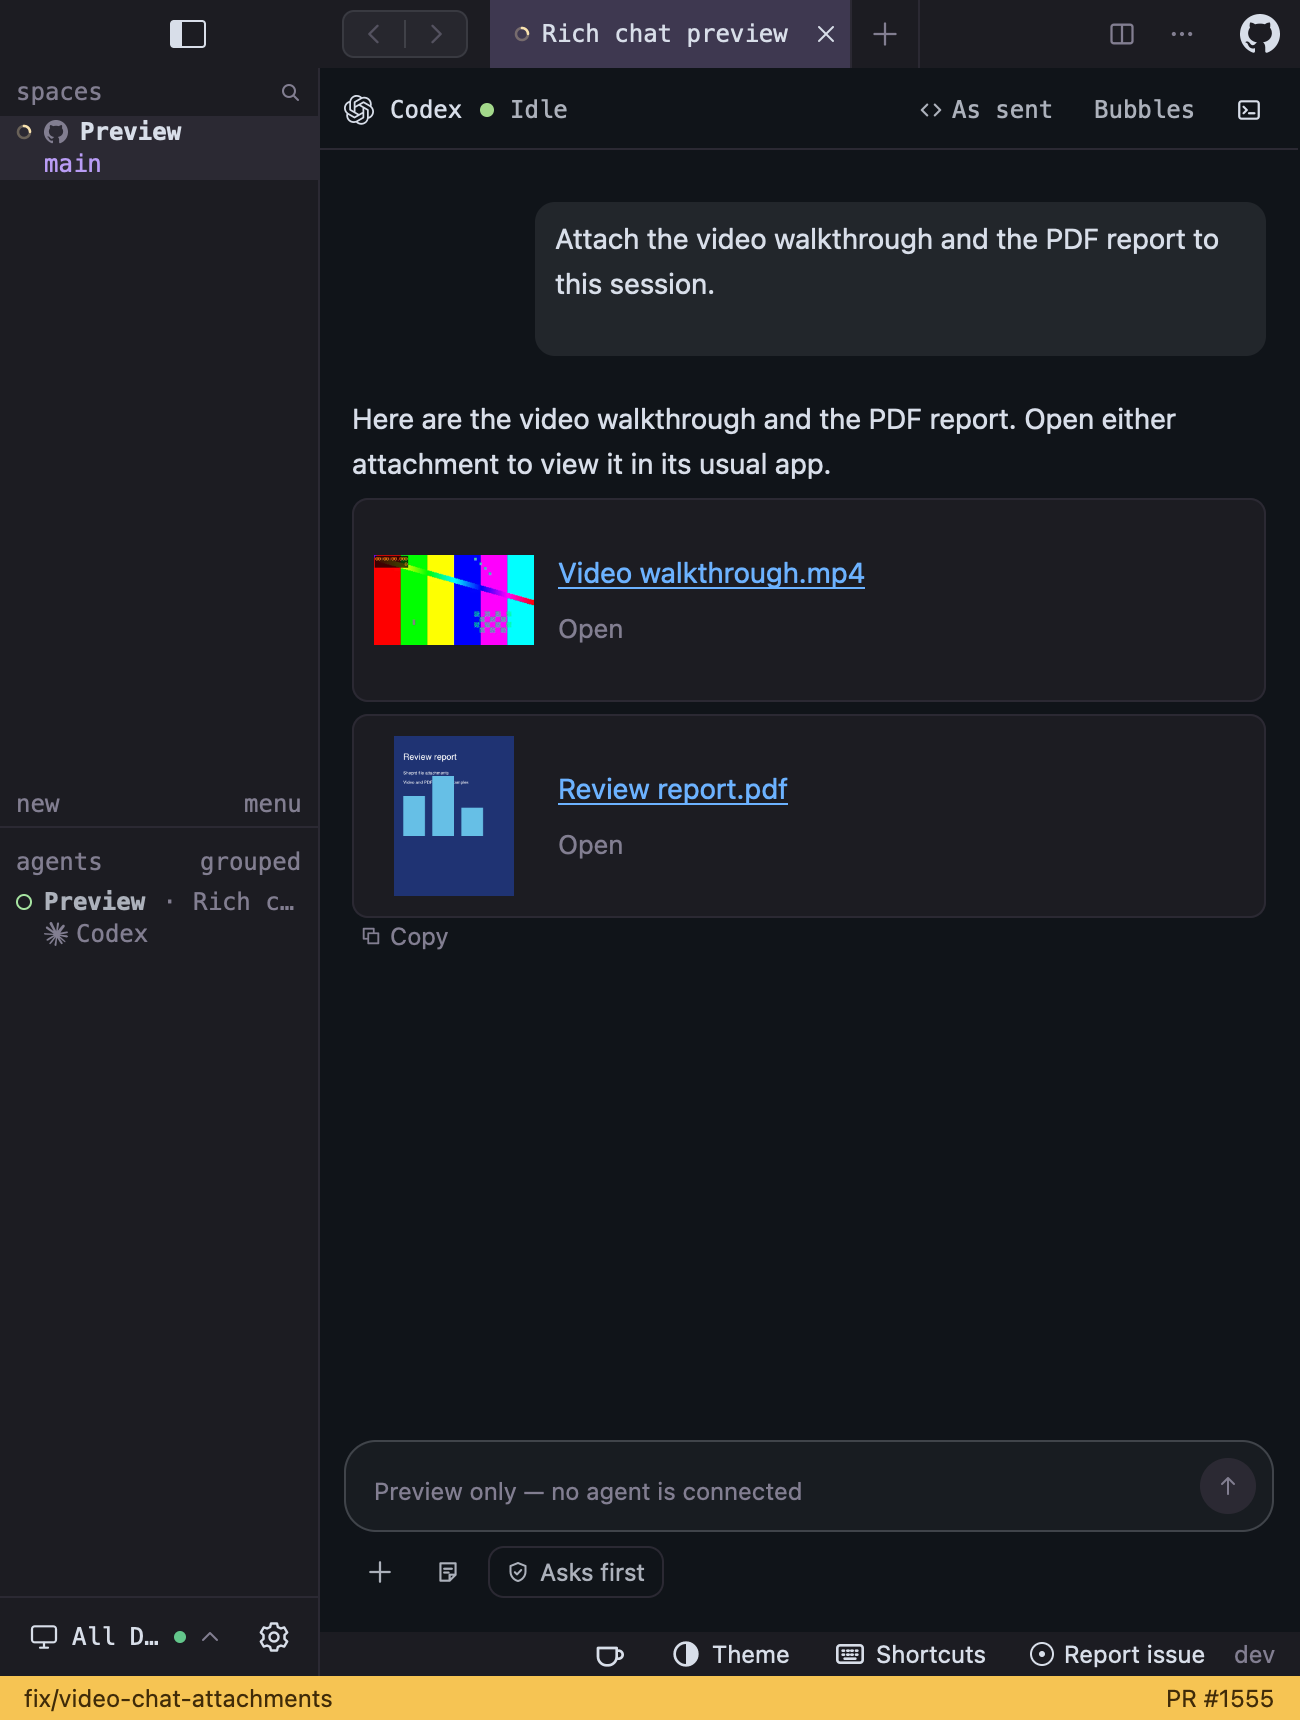 Rich chat preview
spaces
Preview
main
Codex
Idle
<> As sent
Bubbles
Attach the video walkthrough and the PDF report to
this session.
Here are the video walkthrough and the PDF report. Open either
attachment to view it in its usual app.
Video walkthrough.mp4
Open
Review report
Review report.pdf
Open
Copy
new
menu
agents
grouped
Preview · Rich c…
Codex
Preview only — no agent is connected
Asks first
All D…
Theme
Shortcuts
Report issue
dev
fix/video-chat-attachments
PR #1555